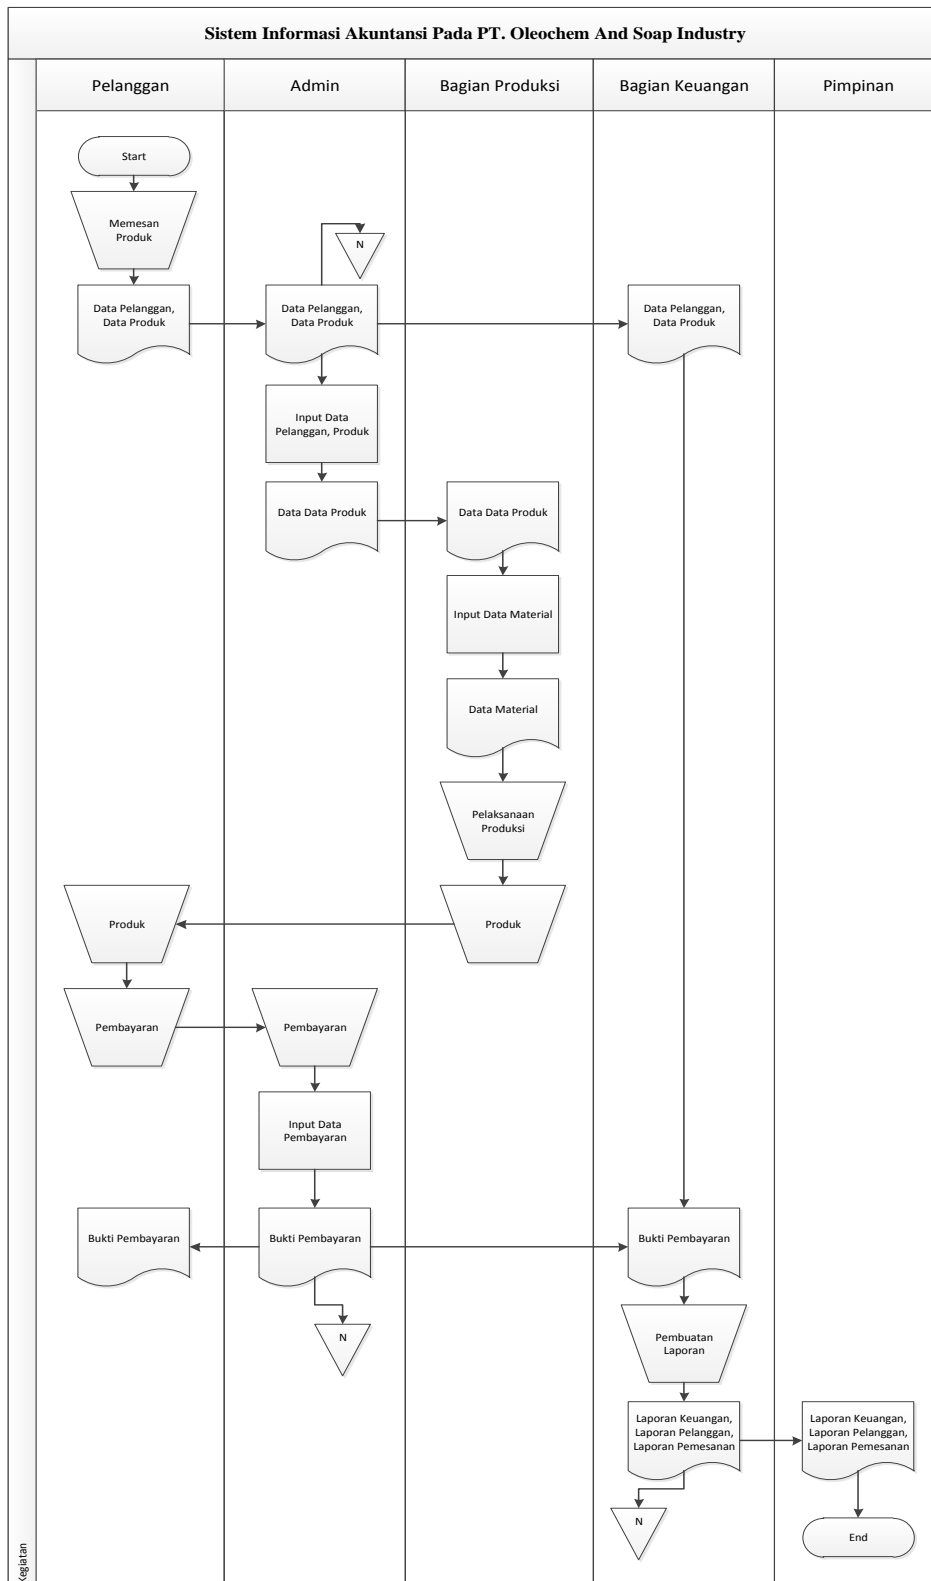 Sistem Informasi Akuntansi Pada PT. Oleochem And Soap Industry
Pelanggan
Admin
Bagian Produksi
Bagian Keuangan
Pimpinan
Start
Memesan
Produk
N
Data Pelanggan,
Data Produk
Data Pelanggan,
Data Produk
Data Pelanggan,
Data Produk
Input Data
Pelanggan, Produk
Data Data Produk
Data Data Produk
Input Data Material
Data Material
Pelaksanaan
Produksi
Produk
Produk
Pembayaran
Pembayaran
Input Data
Pembayaran
Bukti Pembayaran
Bukti Pembayaran
Bukti Pembayaran
N
Pembuatan
Laporan
Laporan Keuangan,
Laporan Pelanggan,
Laporan Pemesanan
Laporan Keuangan,
Laporan Pelanggan,
Laporan Pemesanan
N
End
Kegiatan